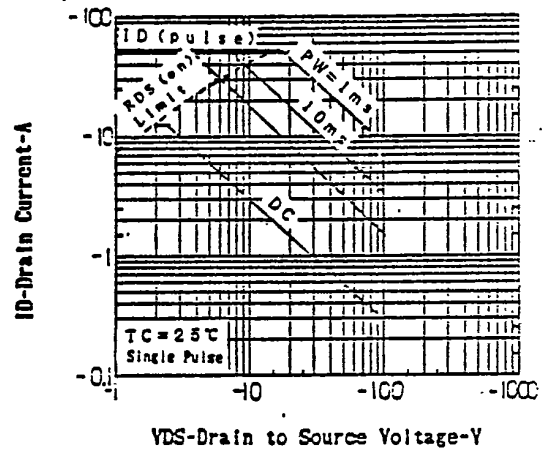 -100
ID(pulse)
RDS(on)
Limit
PW=1ms
10ms
-10
DC
-1
TC=25℃
Single Pulse
-0.1
-1
-10
-100
-1000
ID-Drain Current-A
VDS-Drain to Source Voltage-V